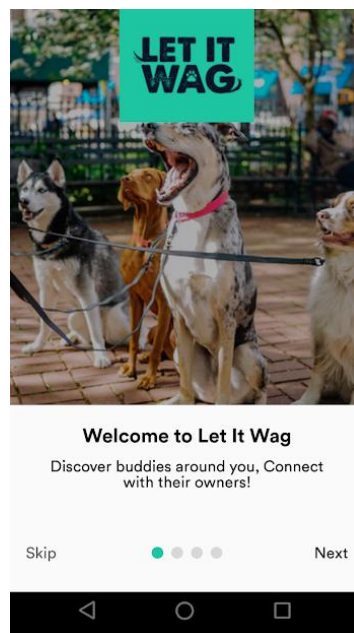 LET IT
WAG
Welcome to Let It Wag
Discover buddies around you, Connect
with their owners!
Skip
Next